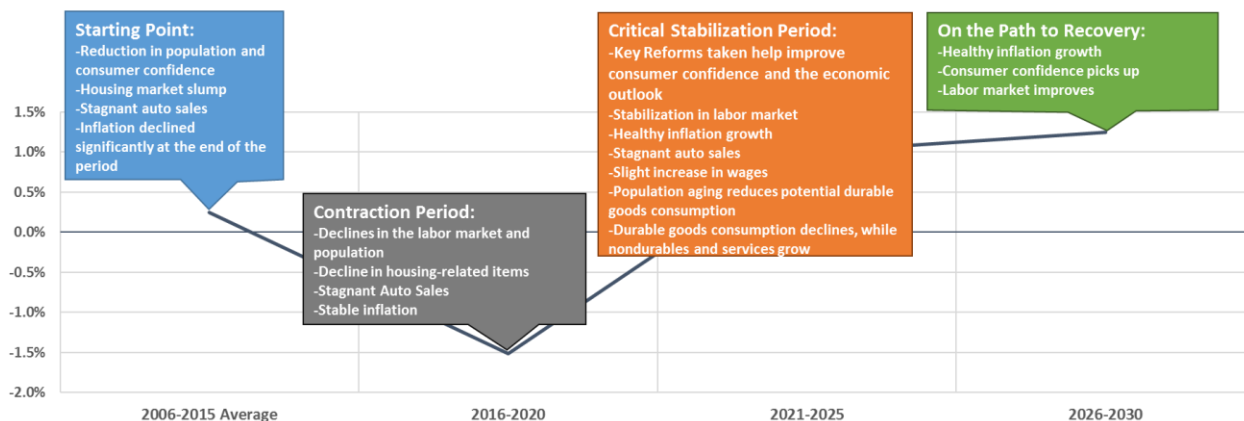 Starting Point:
-Reduction in population and
consumer confidence
-Housing market slump
-Stagnant auto sales
-Inflation declined
significantly at the end of the
period
Contraction Period:
-Declines in the labor market and
population
-Decline in housing-related items
-Stagnant Auto Sales
-Stable inflation
Critical Stabilization Period:
-Key Reforms taken help improve
consumer confidence and the economic
outlook
-Stabilization in labor market
-Healthy inflation growth
-Stagnant auto sales
-Slight increase in wages
-Population aging reduces potential durable
goods consumption
-Durable goods consumption declines, while
nondurables and services grow
On the Path to Recovery:
-Healthy inflation growth
-Consumer confidence picks up
-Labor market improves
1.5%
1.0%
0.5%
0.0%
-0.5%
-1.0%
-1.5%
-2.0%
2006-2015 Average
2016-2020
2021-2025
2026-2030